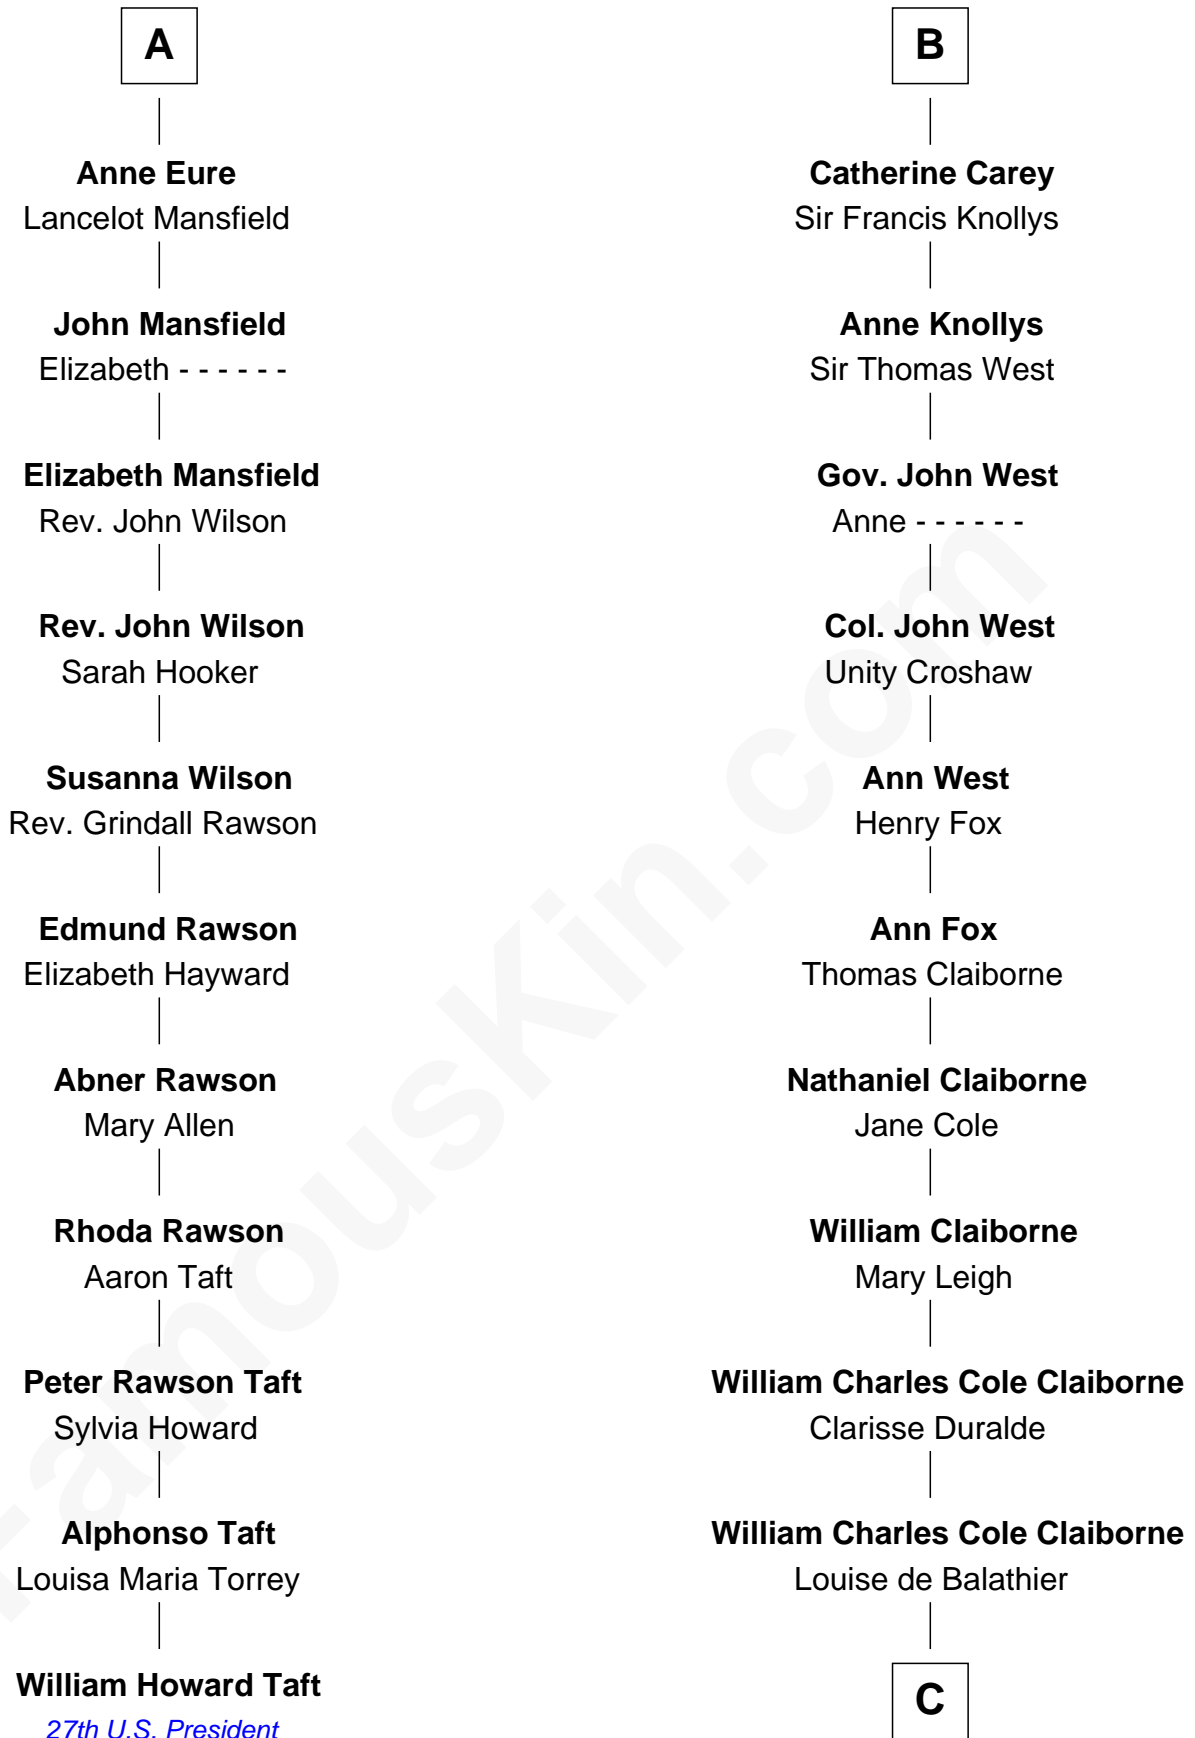 A
Anne Eure
Lancelot Mansfield
John Mansfield
Elizabeth - - - - - -
Elizabeth Mansfield
Rev. John Wilson
Rev. John Wilson
Sarah Hooker
Susanna Wilson
Rev. Grindall Rawson
Edmund Rawson
Elizabeth Hayward
Abner Rawson
Mary Allen
Rhoda Rawson
Aaron Taft
Peter Rawson Taft
Sylvia Howard
Alphonso Taft
Louisa Maria Torrey
William Howard Taft
27th U.S. President
B
Catherine Carey
Sir Francis Knollys
Anne Knollys
Sir Thomas West
Gov. John West
Anne - - - - - -
Col. John West
Unity Croshaw
Ann West
Henry Fox
Ann Fox
Thomas Claiborne
Nathaniel Claiborne
Jane Cole
William Claiborne
Mary Leigh
William Charles Cole Claiborne
Clarisse Duralde
William Charles Cole Claiborne
Louise de Balathier
C
FamousKin.com